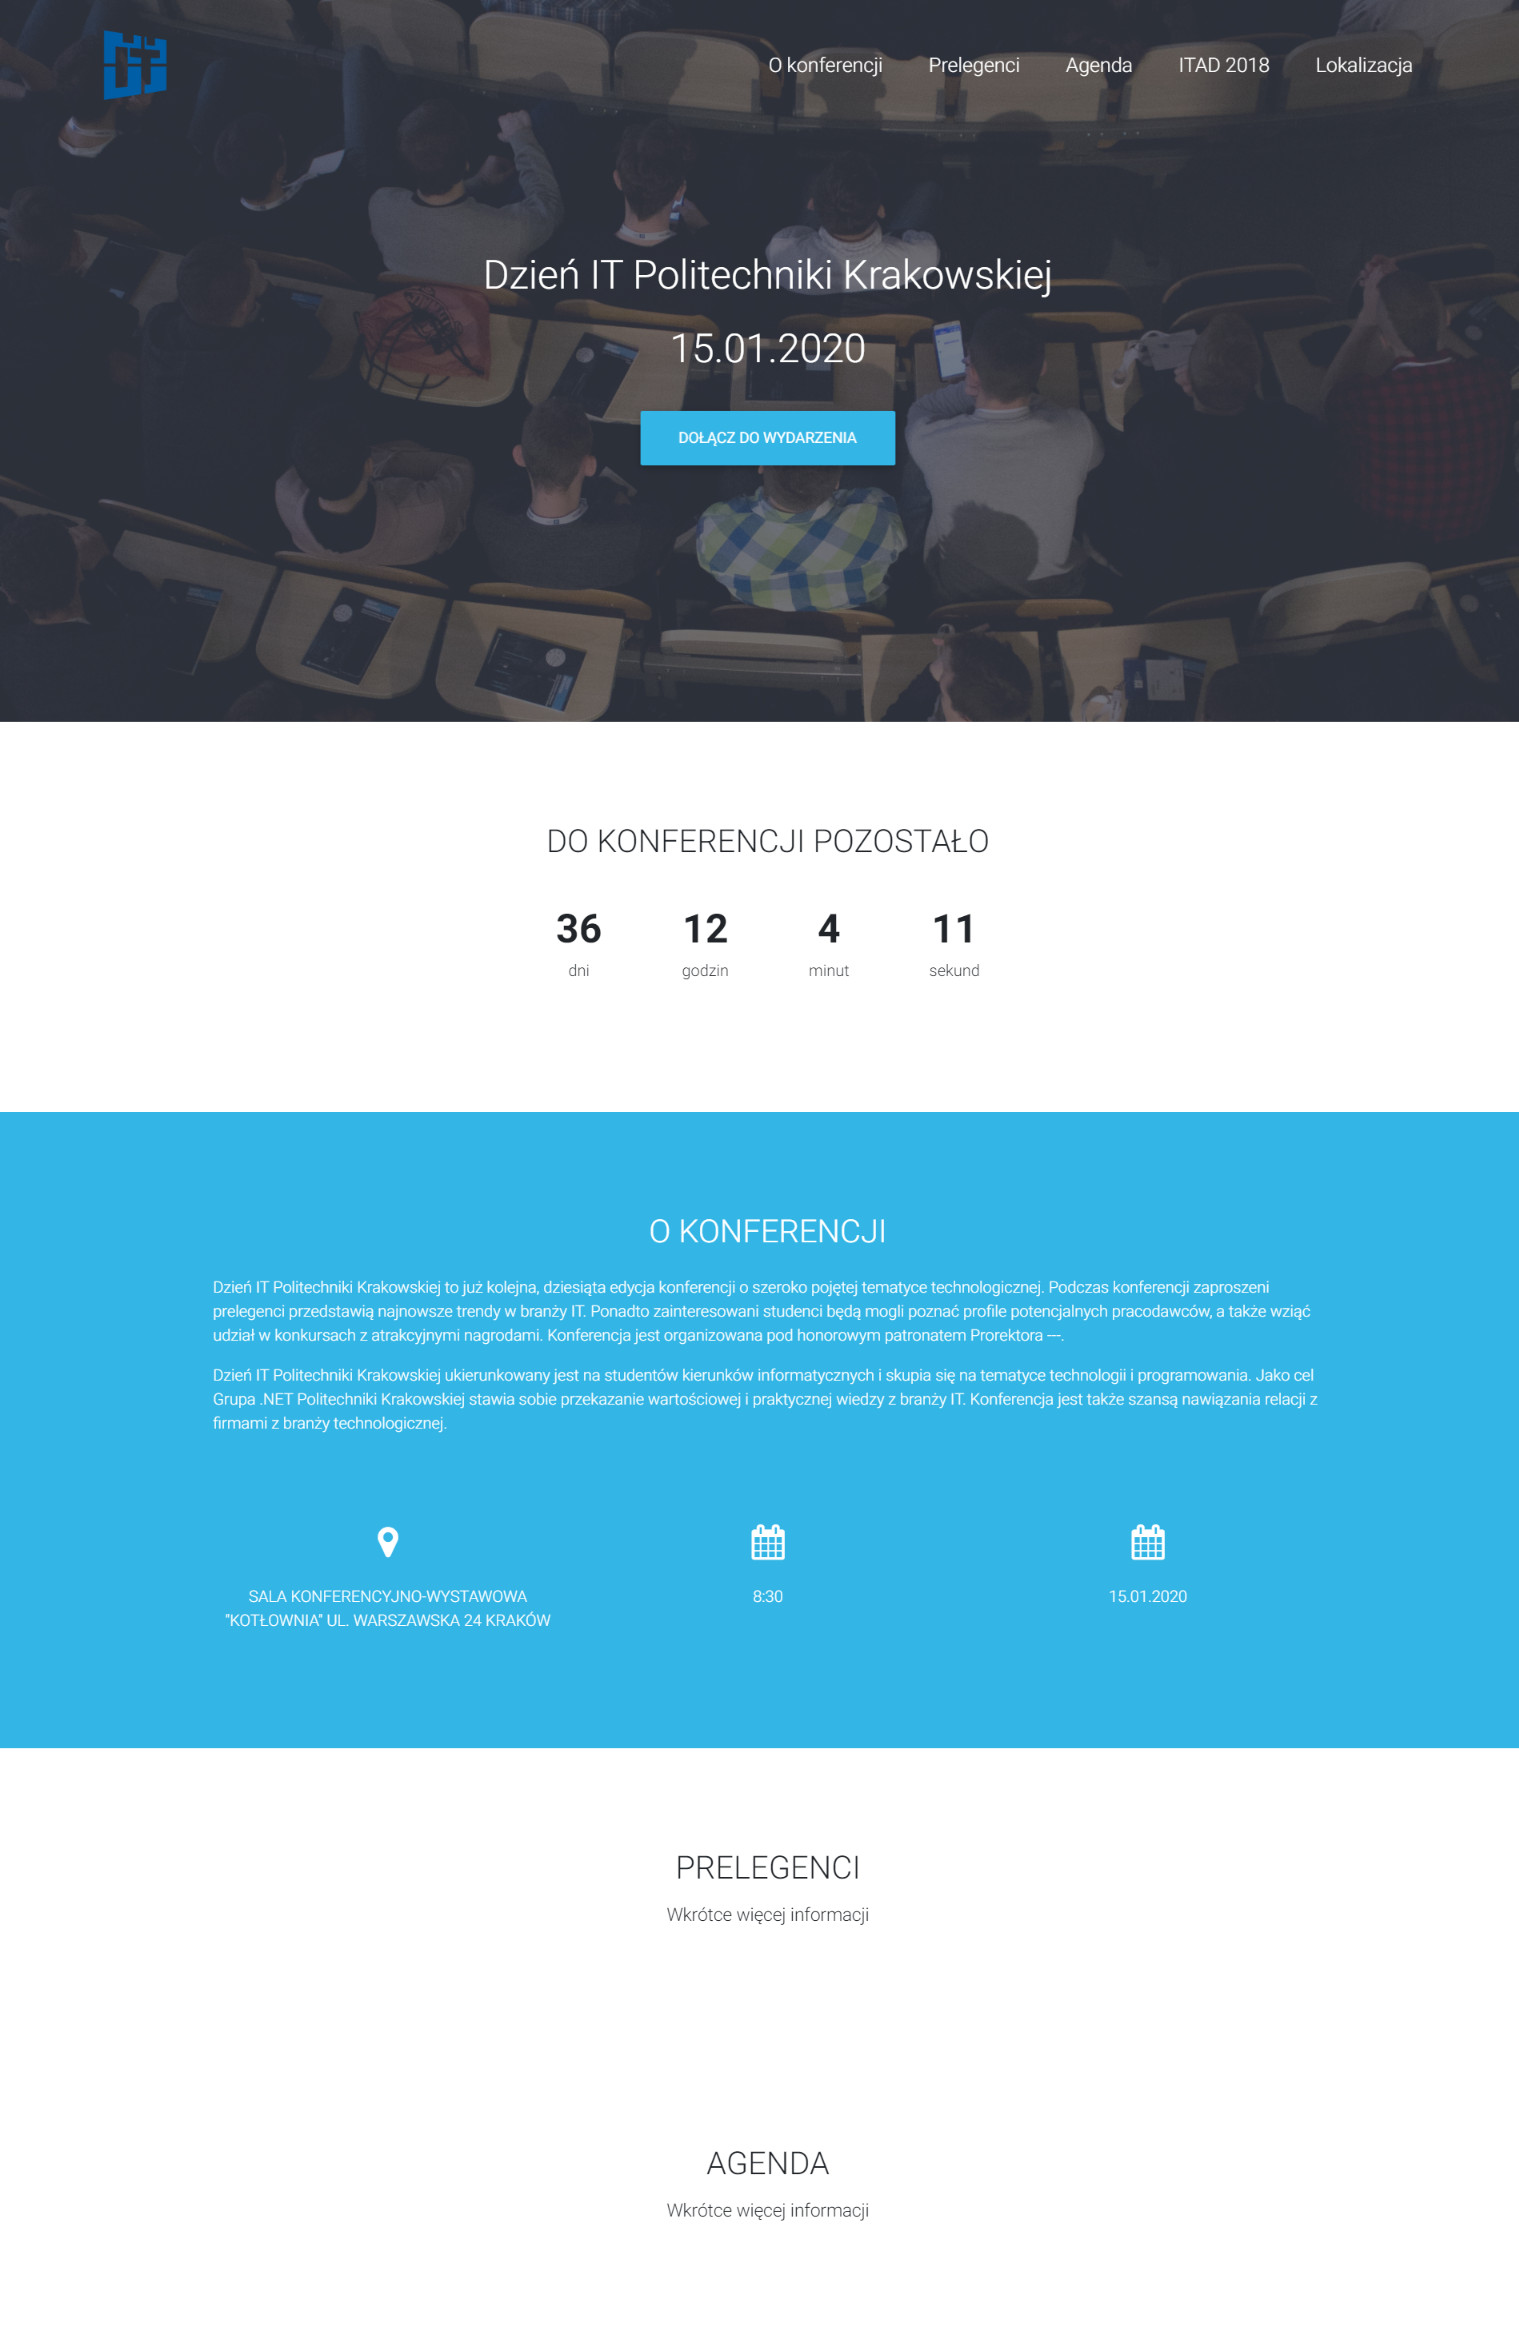 O konferencji
Prelegenci
Agenda
ITAD 2018
Lokalizacja
Dzień IT Politechniki Krakowskiej
15.01.2020
DOŁĄCZ DO WYDARZENIA
DO KONFERENCJI POZOSTAŁO
36 12 4 11
dni godzin minut sekund
O KONFERENCJI
Dzień IT Politechniki Krakowskiej to już kolejna, dziesiąta edycja konferencji o szeroko pojętej tematyce technologicznej. Podczas konferencji zaproszeni
prelegenci przedstawią najnowsze trendy w branży IT. Ponadto zainteresowani studenci będą mogli poznać profile potencjalnych pracodawców, a także wziąć
udział w konkursach z atrakcyjnymi nagrodami. Konferencja jest organizowana pod honorowym patronatem Prorektora ---.
Dzień IT Politechniki Krakowskiej ukierunkowany jest na studentów kierunków informatycznych i skupia się na tematyce technologii i programowania. Jako cel
Grupa .NET Politechniki Krakowskiej stawia sobie przekazanie wartościowej i praktycznej wiedzy z branży IT. Konferencja jest także szansą nawiązania relacji z
firmami z branży technologicznej.
SALA KONFERENCYJNO-WYSTAWOWA
"KOTŁOWNIA" UL. WARSZAWSKA 24 KRAKÓW
8:30
15.01.2020
PRELEGENCI
Wkrótce więcej informacji
AGENDA
Wkrótce więcej informacji